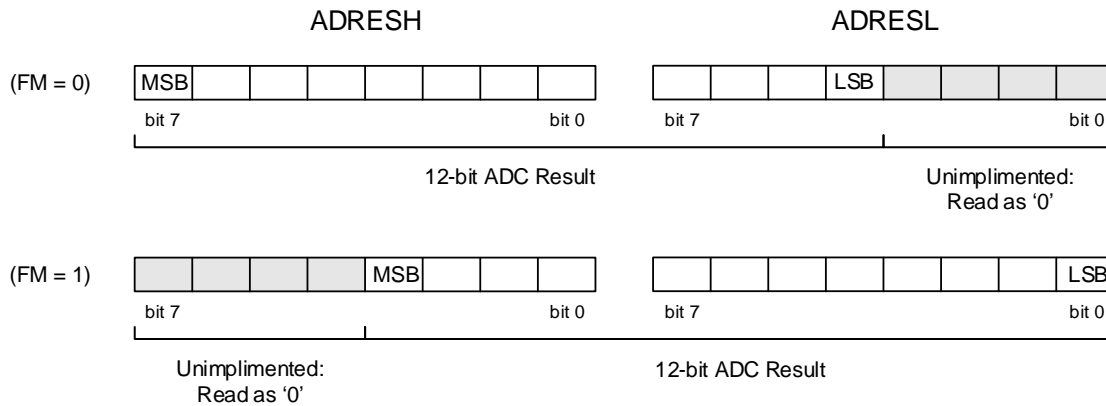 ADRESH ADRESL
(FM = 0) MSB LSB
bit 7 bit 0 bit 7 bit 0
12-bit ADC Result Unimplimented:
Read as ‘0’
(FM = 1) MSB LSB
bit 7 bit 0 bit 7 bit 0
Unimplimented: 12-bit ADC Result
Read as ‘0’